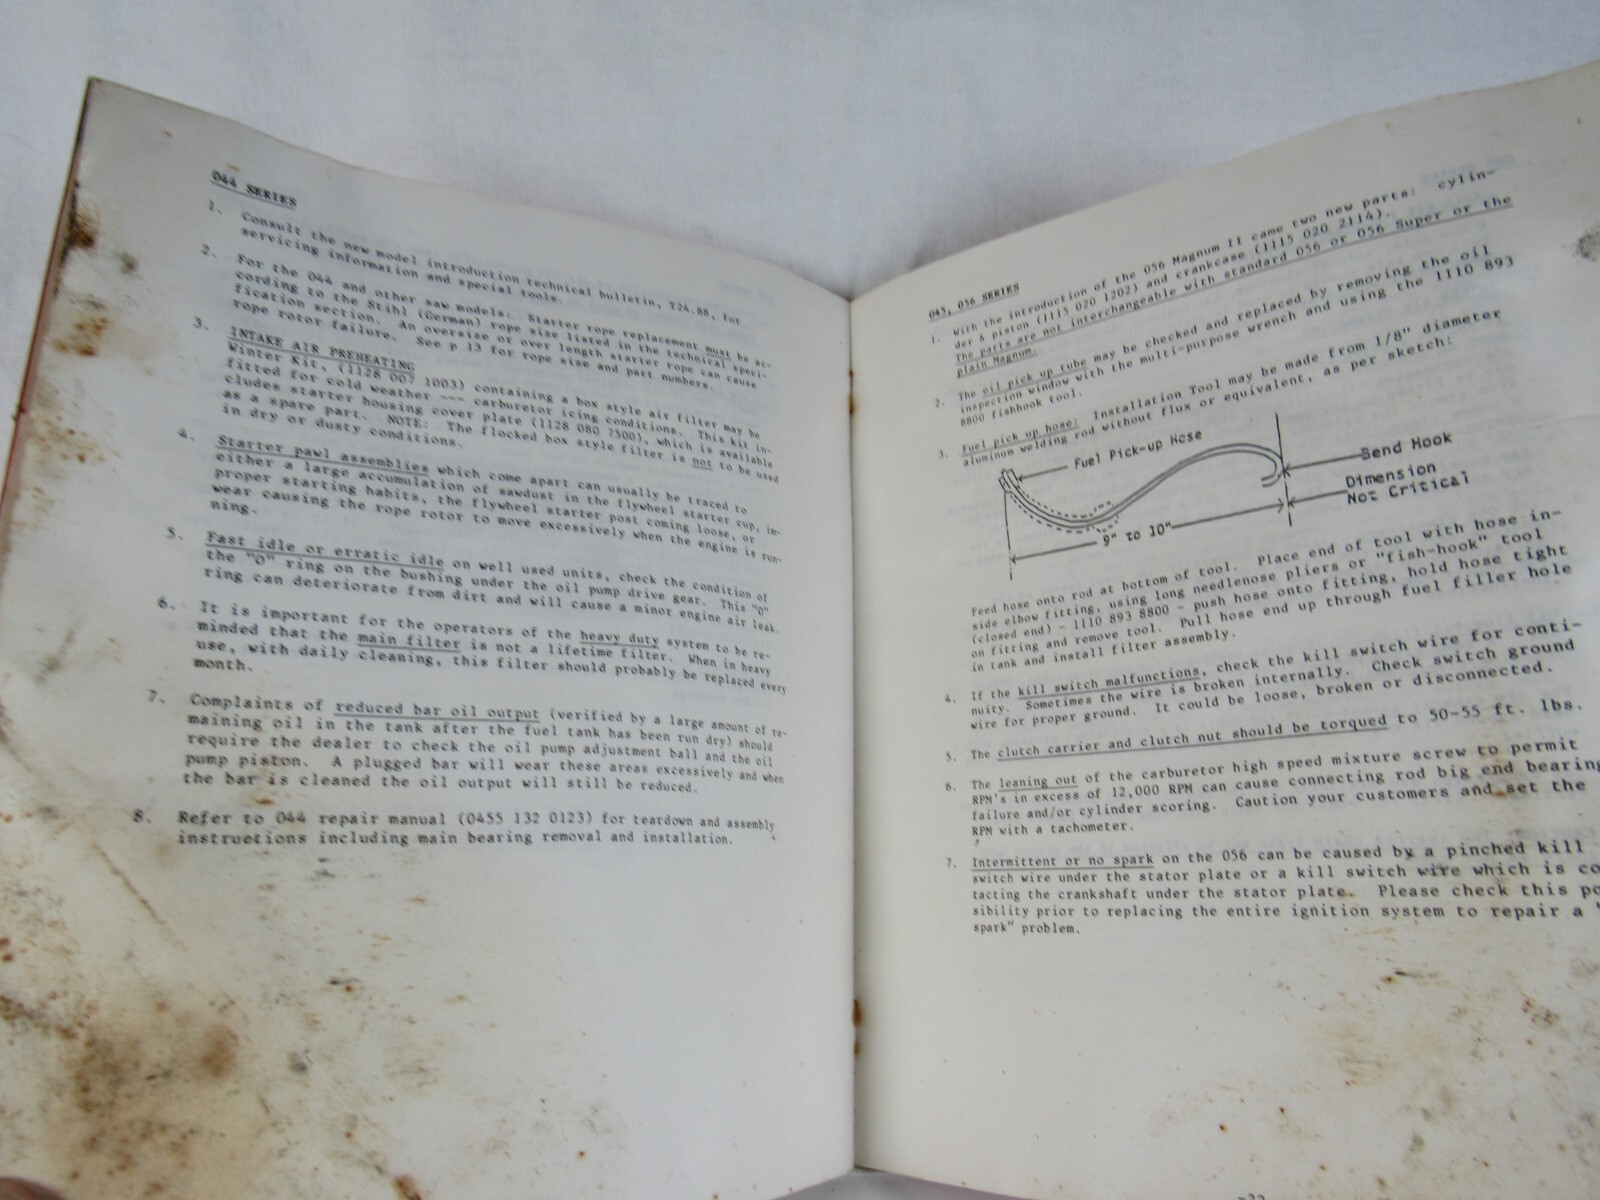 044 SERIES
1. Consult the new model introduction technical bulletin, T24.88, for
servicing information and special tools.
2. For the 044 and other saw models: Starter rope replacement must be ac-
cording to the Stihl (German) rope size listed in the technical speci-
fication section. An oversize or over length starter rope can cause
rope rotor failure. See p 13 for rope size and part numbers.
3. INTAKE AIR PREHEATING
Winter Kit, (1128 007 1003) containing a box style air filter may be
fitted for cold weather --- carburetor icing conditions. This kit in-
cludes starter housing cover plate (1128 080 7500), which is available
as a spare part. NOTE: The flocked box style filter is not to be used
in dry or dusty conditions.
4. Starter pawl assemblies which come apart can usually be traced to
either a large accumulation of sawdust in the flywheel starter cup, im-
proper starting habits, the flywheel starter post coming loose, or
wear causing the rope rotor to move excessively when the engine is run-
ning.
5. Fast idle or erratic idle on well used units, check the condition of
the "O" ring on the bushing under the oil pump drive gear. This "O"
ring can deteriorate from dirt and will cause a minor engine air leak.
6. It is important for the operators of the heavy duty system to be re-
minded that the main filter is not a lifetime filter. When in heavy
use, with daily cleaning, this filter should probably be replaced every
month.
7. Complaints of reduced bar oil output (verified by a large amount of re-
maining oil in the tank after the fuel tank has been run dry) should
require the dealer to check the oil pump adjustment ball and the oil
pump piston. A plugged bar will wear these areas excessively and when
the bar is cleaned the oil output will still be reduced.
8. Refer to 044 repair manual (0455 132 0123) for teardown and assembly
instructions including main bearing removal and installation.
045, 056 SERIES
1. With the introduction of the 056 Magnum II came two new parts: cylin-
der & piston (1115 020 1202) and crankcase (1115 020 2114).
The parts are not interchangeable with standard 056 or 056 Super or the
plain Magnum.
2. The oil pick up tube may be checked and replaced by removing the oil
inspection window with the multi-purpose wrench and using the 1110 893
8800 fishhook tool.
3. Fuel pick up hose: Installation Tool may be made from 1/8" diameter
aluminum welding rod without flux or equivalent, as per sketch:
Fuel Pick-up Hose
Bend Hook
Dimension
Not Critical
9" to 10"
Feed hose onto rod at bottom of tool. Place end of tool with hose in-
side elbow fitting, using long needlenose pliers or "fish-hook" tool
(closed end) - 1110 893 8800 - push hose onto fitting, hold hose tight
on fitting and remove tool. Pull hose end up through fuel filler hole
in tank and install filter assembly.
4. If the kill switch malfunctions, check the kill switch wire for conti-
nuity. Sometimes the wire is broken internally. Check switch ground
wire for proper ground. It could be loose, broken or disconnected.
5. The clutch carrier and clutch nut should be torqued to 50-55 ft. lbs.
6. The leaning out of the carburetor high speed mixture screw to permit
RPM's in excess of 12,000 RPM can cause connecting rod big end bearing
failure and/or cylinder scoring. Caution your customers and set the
RPM with a tachometer.
7. Intermittent or no spark on the 056 can be caused by a pinched kill
switch wire under the stator plate or a kill switch wire which is co
tacting the crankshaft under the stator plate. Please check this po
sibility prior to replacing the entire ignition system to repair a "
spark" problem.